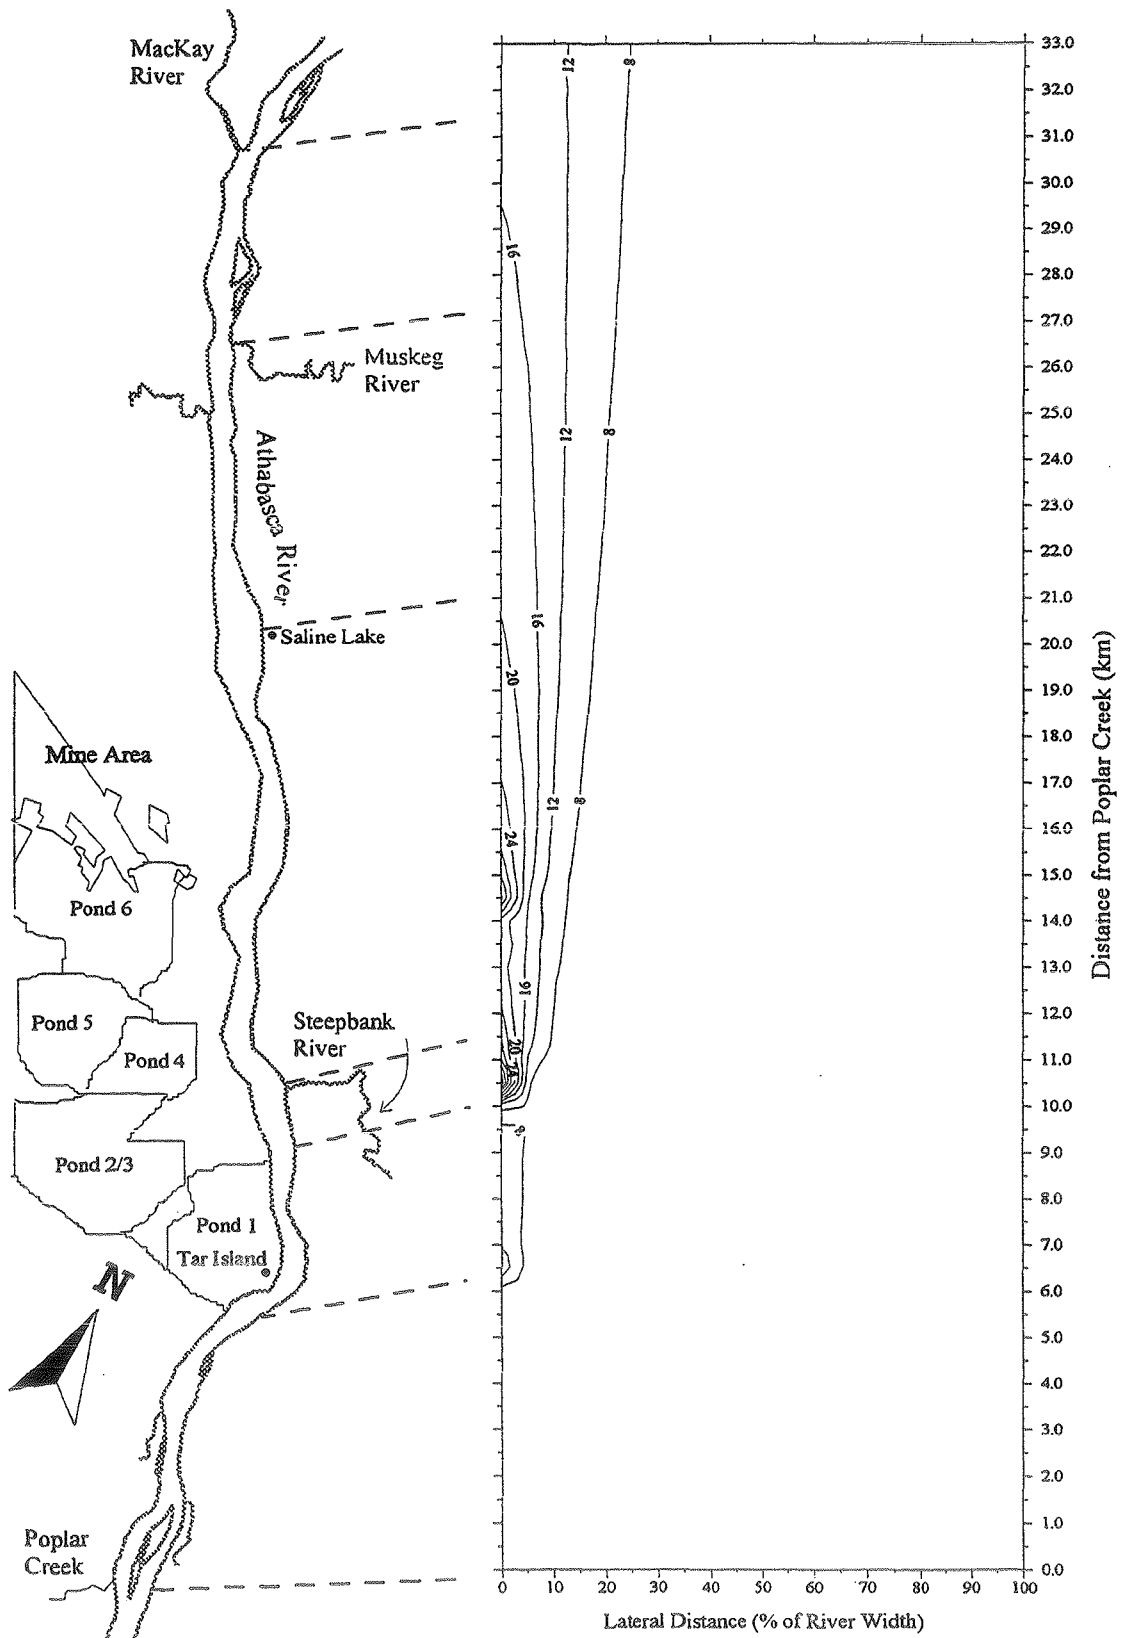 MacKay
River
Muskeg
River
Athabasca River
Saline Lake
Mine Area
Pond 6
Pond 5
Pond 4
Steepbank
River
Pond 2/3
Pond 1
Tar Island
N
Poplar
Creek
12
8
16
12
8
16
20
12
8
24
16
20
24
8
33.0
32.0
31.0
30.0
29.0
28.0
27.0
26.0
25.0
24.0
23.0
22.0
21.0
20.0
19.0
18.0
17.0
16.0
15.0
14.0
13.0
12.0
11.0
10.0
9.0
8.0
7.0
6.0
5.0
4.0
3.0
2.0
1.0
0.0
Distance from Poplar Creek (km)
0 10 20 30 40 50 60 70 80 90 100
Lateral Distance (% of River Width)